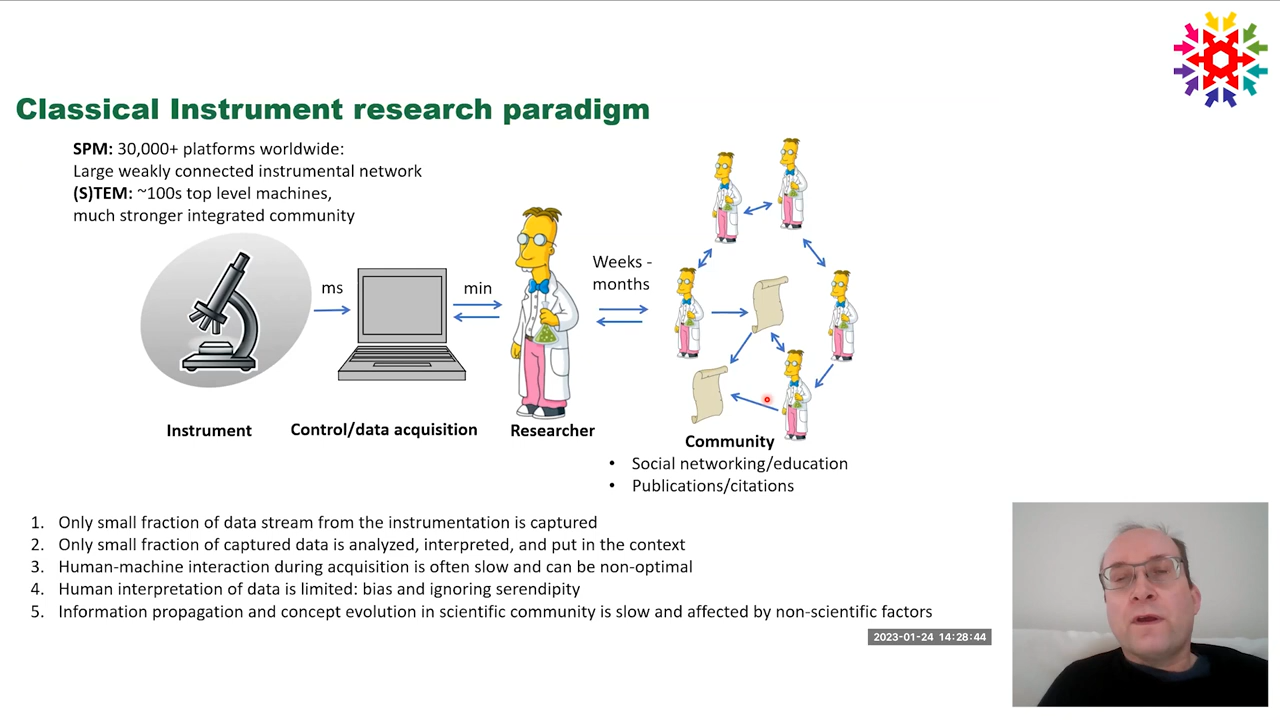 Classical Instrument research paradigm
SPM: 30,000+ platforms worldwide:
Large weakly connected instrumental network
(S)TEM: ~100s top level machines,
much stronger integrated community
ms
min
Weeks -
months
Instrument
Control/data acquisition
Researcher
Community
• Social networking/education
• Publications/citations
1. Only small fraction of data stream from the instrumentation is captured
2. Only small fraction of captured data is analyzed, interpreted, and put in the context
3. Human-machine interaction during acquisition is often slow and can be non-optimal
4. Human interpretation of data is limited: bias and ignoring serendipity
5. Information propagation and concept evolution in scientific community is slow and affected by non-scientific factors
2023-01-24 14:28:44